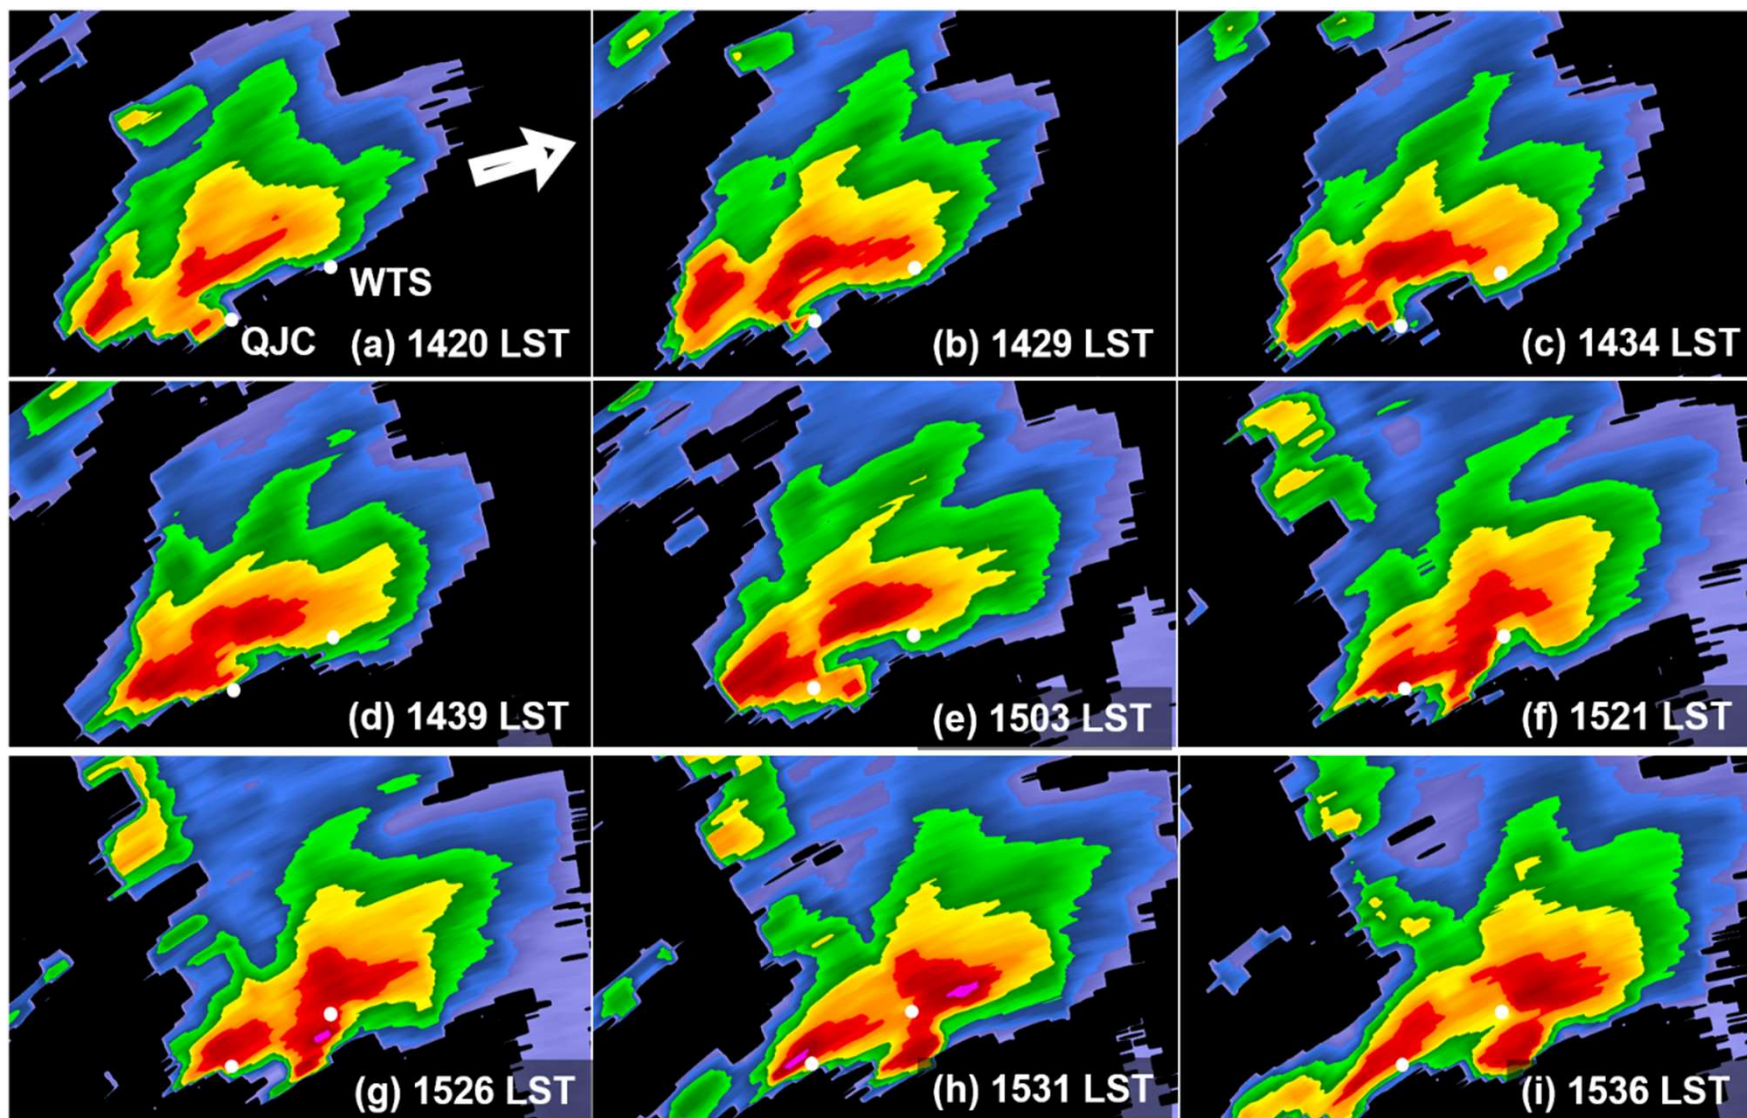 WTS
QJC (a) 1420 LST
(b) 1429 LST
(c) 1434 LST
(d) 1439 LST
(e) 1503 LST
(f) 1521 LST
(g) 1526 LST
(h) 1531 LST
(i) 1536 LST